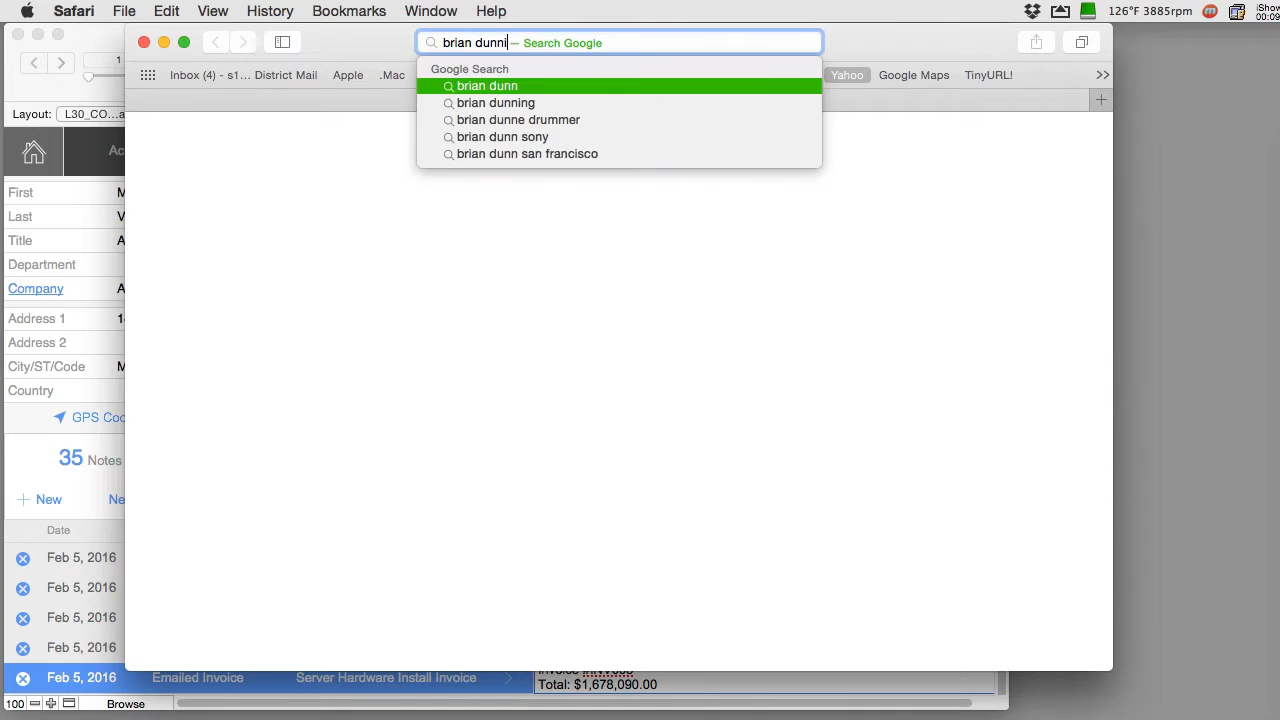 Safari File Edit View History Bookmarks Window Help 126°F 3885rpm
brian dunni — Search Google
Google Search
brian dunn
brian dunning
brian dunne drummer
brian dunn sony
brian dunn san francisco
Inbox (4) - s1... District Mail Apple .Mac Yahoo Google Maps TinyURL! >>
1
Layout: L30_CO...a
Ac
First M
Last V
Title A
Department
Company A
Address 1 1
Address 2
City/ST/Code M
Country
GPS Coo
35 Notes
New Ne
Date
Feb 5, 2016
Feb 5, 2016
Feb 5, 2016
Feb 5, 2016
Feb 5, 2016 Emailed Invoice Server Hardware Install Invoice
Total: $1,678,090.00
100 Browse